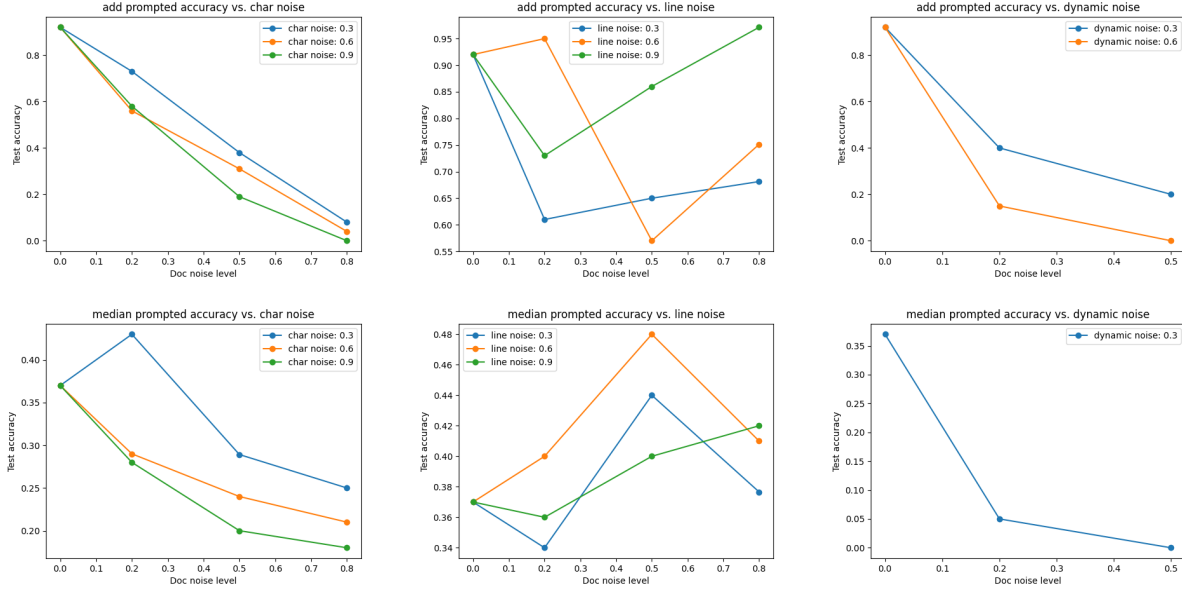 add prompted accuracy vs. char noise
char noise: 0.3
char noise: 0.6
char noise: 0.9
0.8
0.6
0.4
0.2
0.0
Test accuracy
0.0 0.1 0.2 0.3 0.4 0.5 0.6 0.7 0.8
Doc noise level
add prompted accuracy vs. line noise
line noise: 0.3
line noise: 0.6
line noise: 0.9
0.95
0.90
0.85
0.80
0.75
0.70
0.65
0.60
0.55
Test accuracy
0.0 0.1 0.2 0.3 0.4 0.5 0.6 0.7 0.8
Doc noise level
add prompted accuracy vs. dynamic noise
dynamic noise: 0.3
dynamic noise: 0.6
0.8
0.6
0.4
0.2
0.0
Test accuracy
0.0 0.1 0.2 0.3 0.4 0.5
Doc noise level
median prompted accuracy vs. char noise
char noise: 0.3
char noise: 0.6
char noise: 0.9
0.40
0.35
0.30
0.25
0.20
Test accuracy
0.0 0.1 0.2 0.3 0.4 0.5 0.6 0.7 0.8
Doc noise level
median prompted accuracy vs. line noise
line noise: 0.3
line noise: 0.6
line noise: 0.9
0.48
0.46
0.44
0.42
0.40
0.38
0.36
0.34
Test accuracy
0.0 0.1 0.2 0.3 0.4 0.5 0.6 0.7 0.8
Doc noise level
median prompted accuracy vs. dynamic noise
dynamic noise: 0.3
0.35
0.30
0.25
0.20
0.15
0.10
0.05
0.00
Test accuracy
0.0 0.1 0.2 0.3 0.4 0.5
Doc noise level